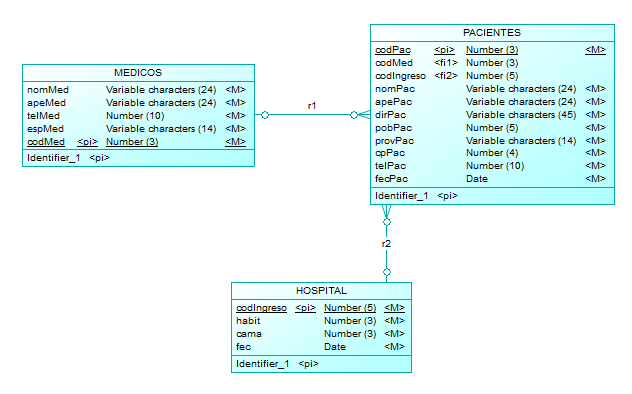 PACIENTES
codPac <pi> Number (3) <M>
codMed <fi1> Number (3)
codIngreso <fi2> Number (5)
nomPac Variable characters (24) <M>
apePac Variable characters (24) <M>
dirPac Variable characters (45) <M>
pobPac Number (5) <M>
provPac Variable characters (14) <M>
cpPac Number (4) <M>
telPac Number (10) <M>
fecPac Date <M>
Identifier_1 <pi>
MEDICOS
nomMed Variable characters (24) <M>
apeMed Variable characters (24) <M>
telMed Number (10) <M>
espMed Variable characters (14) <M>
codMed <pi> Number (3) <M>
Identifier_1 <pi>
r1
r2
HOSPITAL
codIngreso <pi> Number (5) <M>
habit Number (3) <M>
cama Number (3) <M>
fec Date <M>
Identifier_1 <pi>